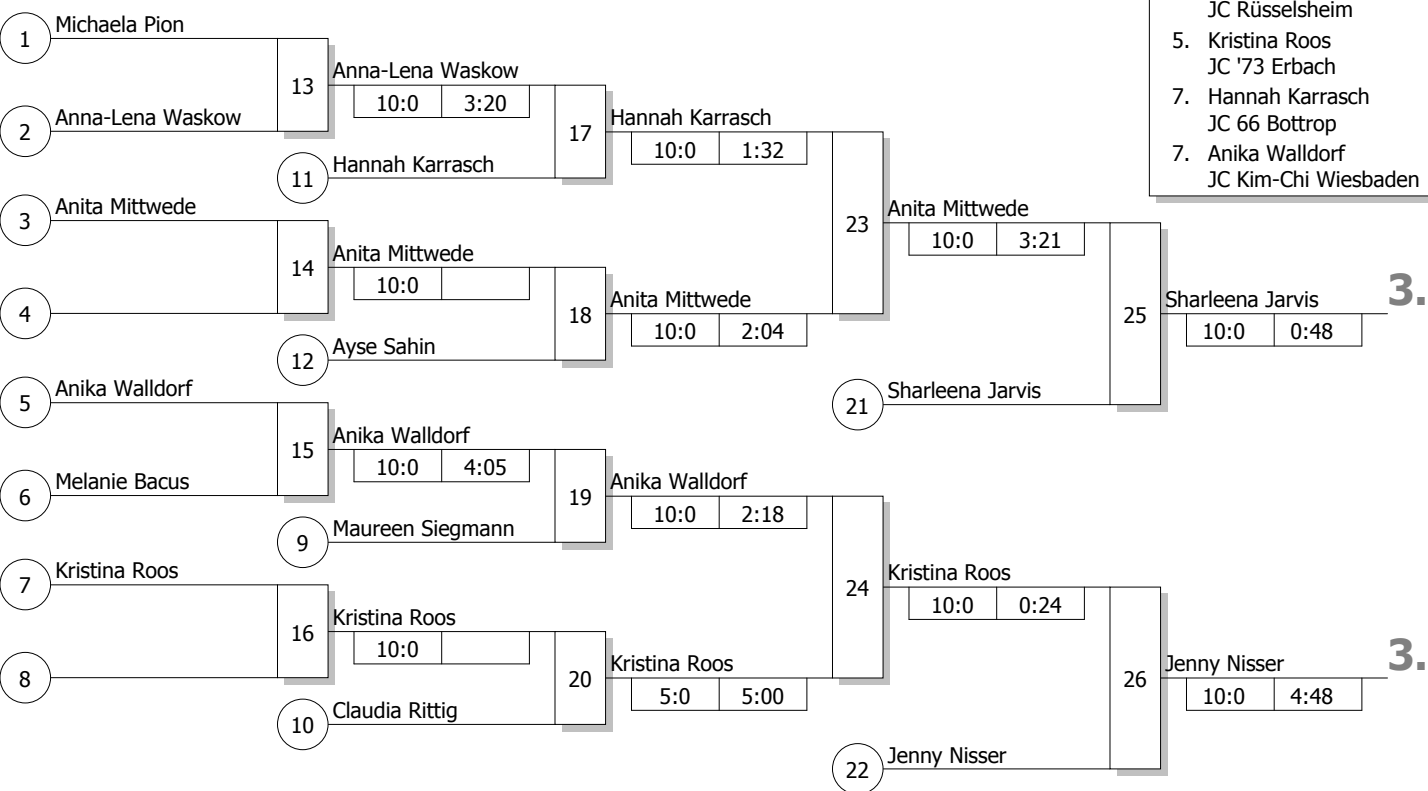 JC Rüsselsheim
5. Kristina Roos
JC '73 Erbach
7. Hannah Karrasch
JC 66 Bottrop
7. Anika Walldorf
JC Kim-Chi Wiesbaden
1 Michaela Pion
13 Anna-Lena Waskow
10:0 3:20
2 Anna-Lena Waskow
17 Hannah Karrasch
10:0 1:32
11 Hannah Karrasch
3 Anita Mittwede
23 Anita Mittwede
10:0 3:21
14 Anita Mittwede
10:0
4
18 Anita Mittwede
10:0 2:04
12 Ayse Sahin
25 Sharleena Jarvis 3.
10:0 0:48
5 Anika Walldorf
21 Sharleena Jarvis
15 Anika Walldorf
10:0 4:05
6 Melanie Bacus
19 Anika Walldorf
10:0 2:18
9 Maureen Siegmann
7 Kristina Roos
24 Kristina Roos
10:0 0:24
16 Kristina Roos
10:0
8
20 Kristina Roos
5:0 5:00
10 Claudia Rittig
26 Jenny Nisser 3.
10:0 4:48
22 Jenny Nisser